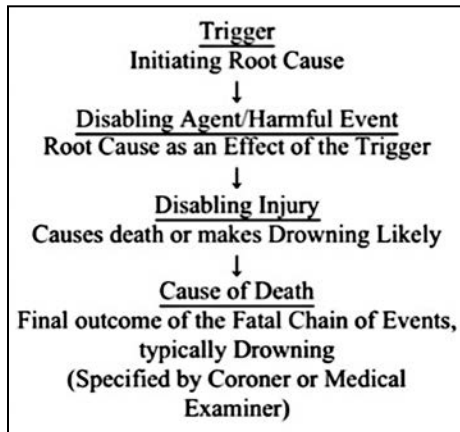 Trigger
Initiating Root Cause
↓
Disabling Agent/Harmful Event
Root Cause as an Effect of the Trigger
↓
Disabling Injury
Causes death or makes Drowning Likely
↓
Cause of Death
Final outcome of the Fatal Chain of Events,
typically Drowning
(Specified by Coroner or Medical
Examiner)